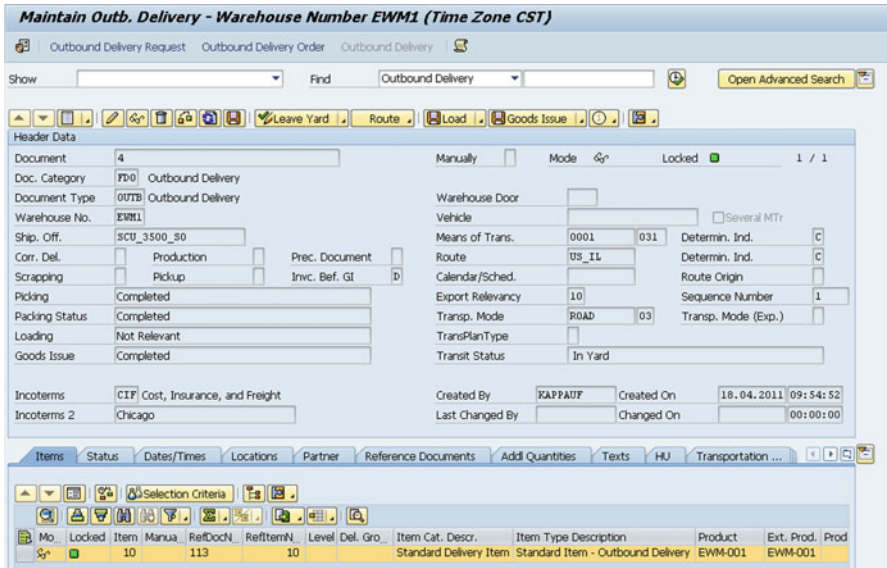 Maintain Outb. Delivery - Warehouse Number EWM1 (Time Zone CST)
Outbound Delivery Request Outbound Delivery Order Outbound Delivery
Show Find Outbound Delivery Open Advanced Search
Leave Yard Route Load Goods Issue
Header Data
Document 4 Manually Mode Locked 1 / 1
Doc. Category FDO Outbound Delivery
Document Type OUTB Outbound Delivery Warehouse Door
Warehouse No. EWM1 Vehicle Several MTr
Ship. Off. SCU_3500_S0 Means of Trans. 0001 031 Determin. Ind. C
Corr. Del. Production Prec. Document Route US_IL Determin. Ind. C
Scrapping Pickup Invc. Bef. GI D Calendar/Sched. Route Origin
Picking Completed Export Relevancy 10 Sequence Number 1
Packing Status Completed Transp. Mode ROAD 03 Transp. Mode (Exp.)
Loading Not Relevant TransPlanType
Goods Issue Completed Transit Status In Yard
Incoterms CIF Cost, Insurance, and Freight Created By KAPPAUF Created On 18.04.2011 09:54:52
Incoterms 2 Chicago Last Changed By Changed On 00:00:00
Items Status Dates/Times Locations Partner Reference Documents Addl Quantities Texts HU Transportation ...
Selection Criteria
Mo... Locked Item Manua... RefDocN... RefItemN... Level Del. Gro... Item Cat. Descr. Item Type Description Product Ext. Prod. Prod
10 113 10 Standard Delivery Item Standard Item - Outbound Delivery EWM-001 EWM-001